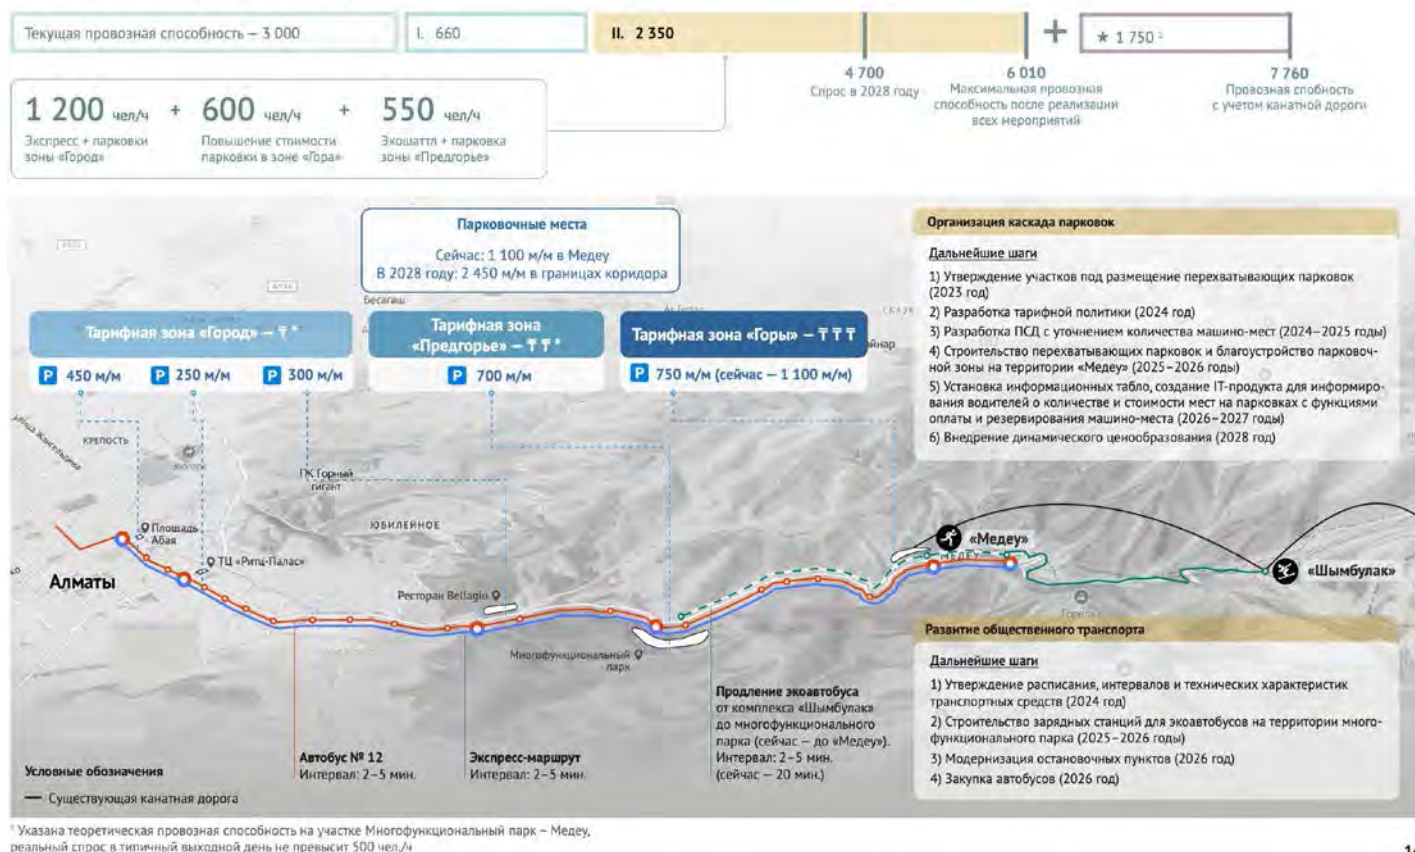 Текущая провозная способность — 3 000
I. 660
II. 2 350
* 1 750
4 700
Спрос в 2028 году
6 010
Максимальная провозная
способность после реализации
всех мероприятий
7 760
Провозная спобность
с учетом канатной дороги
1 200 чел/ч + 600 чел/ч + 550 чел/ч
Экспресс + парковки
зоны «Город»
Повышение стоимости
парковки в зоне «Гора»
Экошаттл + парковка
зоны «Предгорье»
Парковочные места
Сейчас: 1 100 м/м в Медеу
В 2028 году: 2 450 м/м в границах коридора
Бесагаш
Тарифная зона «Город» — ₸ *
P 450 м/м
P 250 м/м
P 300 м/м
Тарифная зона
«Предгорье» — ₸ ₸ *
P 700 м/м
Тарифная зона «Горы» — ₸ ₸ ₸
P 750 м/м (сейчас — 1 100 м/м)
Организация каскада парковок
Дальнейшие шаги
1) Утверждение участков под размещение перехватывающих парковок
(2023 год)
2) Разработка тарифной политики (2024 год)
3) Разработка ПСД с уточнением количества машино-мест (2024–2025 годы)
4) Строительство перехватывающих парковок и благоустройство парковоч-
ной зоны на территории «Медеу» (2025–2026 годы)
5) Установка информационных табло, создание IT-продукта для информиро-
вания водителей о количестве и стоимости мест на парковках с функциями
оплаты и резервирования машино-места (2026–2027 годы)
6) Внедрение динамического ценообразования (2028 год)
КРЕПОСТЬ
ГК Горный
гигант
ЮБИЛЕЙНОЕ
Площадь
Абая
ТЦ «Ритц-Палас»
Алматы
Ресторан Bellagio
Многофункциональный
парк
«Медеу»
МЕДЕУ
«Шымбулак»
Автобус № 12
Интервал: 2–5 мин.
Экспресс-маршрут
Интервал: 2–5 мин.
Продление экоавтобуса
от комплекса «Шымбулак»
до многофункционального
парка (сейчас — до «Медеу»).
Интервал: 2–5 мин.
(сейчас — 20 мин.)
Развитие общественного транспорта
Дальнейшие шаги
1) Утверждение расписания, интервалов и технических характеристик
транспортных средств (2024 год)
2) Строительство зарядных станций для экоавтобусов на территории много-
функционального парка (2025–2026 годы)
3) Модернизация остановочных пунктов (2026 год)
4) Закупка автобусов (2026 год)
Условные обозначения
Существующая канатная дорога
Указана теоретическая провозная способность на участке Многофункциональный парк – Медеу,
реальный спрос в типичный выходной день не превысит 500 чел./ч